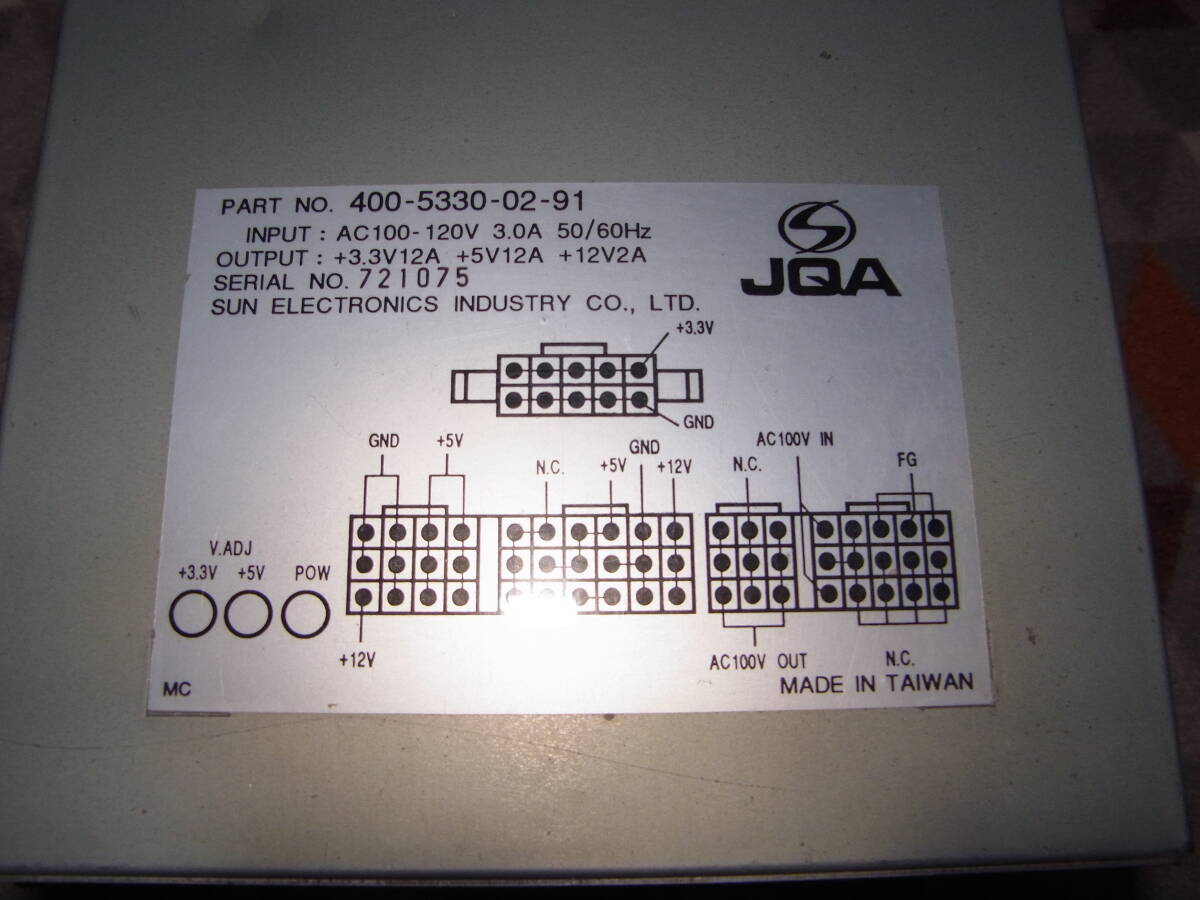 PART NO. 400-5330-02-91
INPUT : AC100-120V 3.0A 50/60Hz
OUTPUT : +3.3V12A +5V12A +12V2A
SERIAL NO. 721075
SUN ELECTRONICS INDUSTRY CO., LTD.
JQA
+3.3V
GND
GND +5V
N.C. +5V GND +12V
N.C. AC100V IN FG
V.ADJ
+3.3V +5V POW
+12V
AC100V OUT N.C.
MC
MADE IN TAIWAN